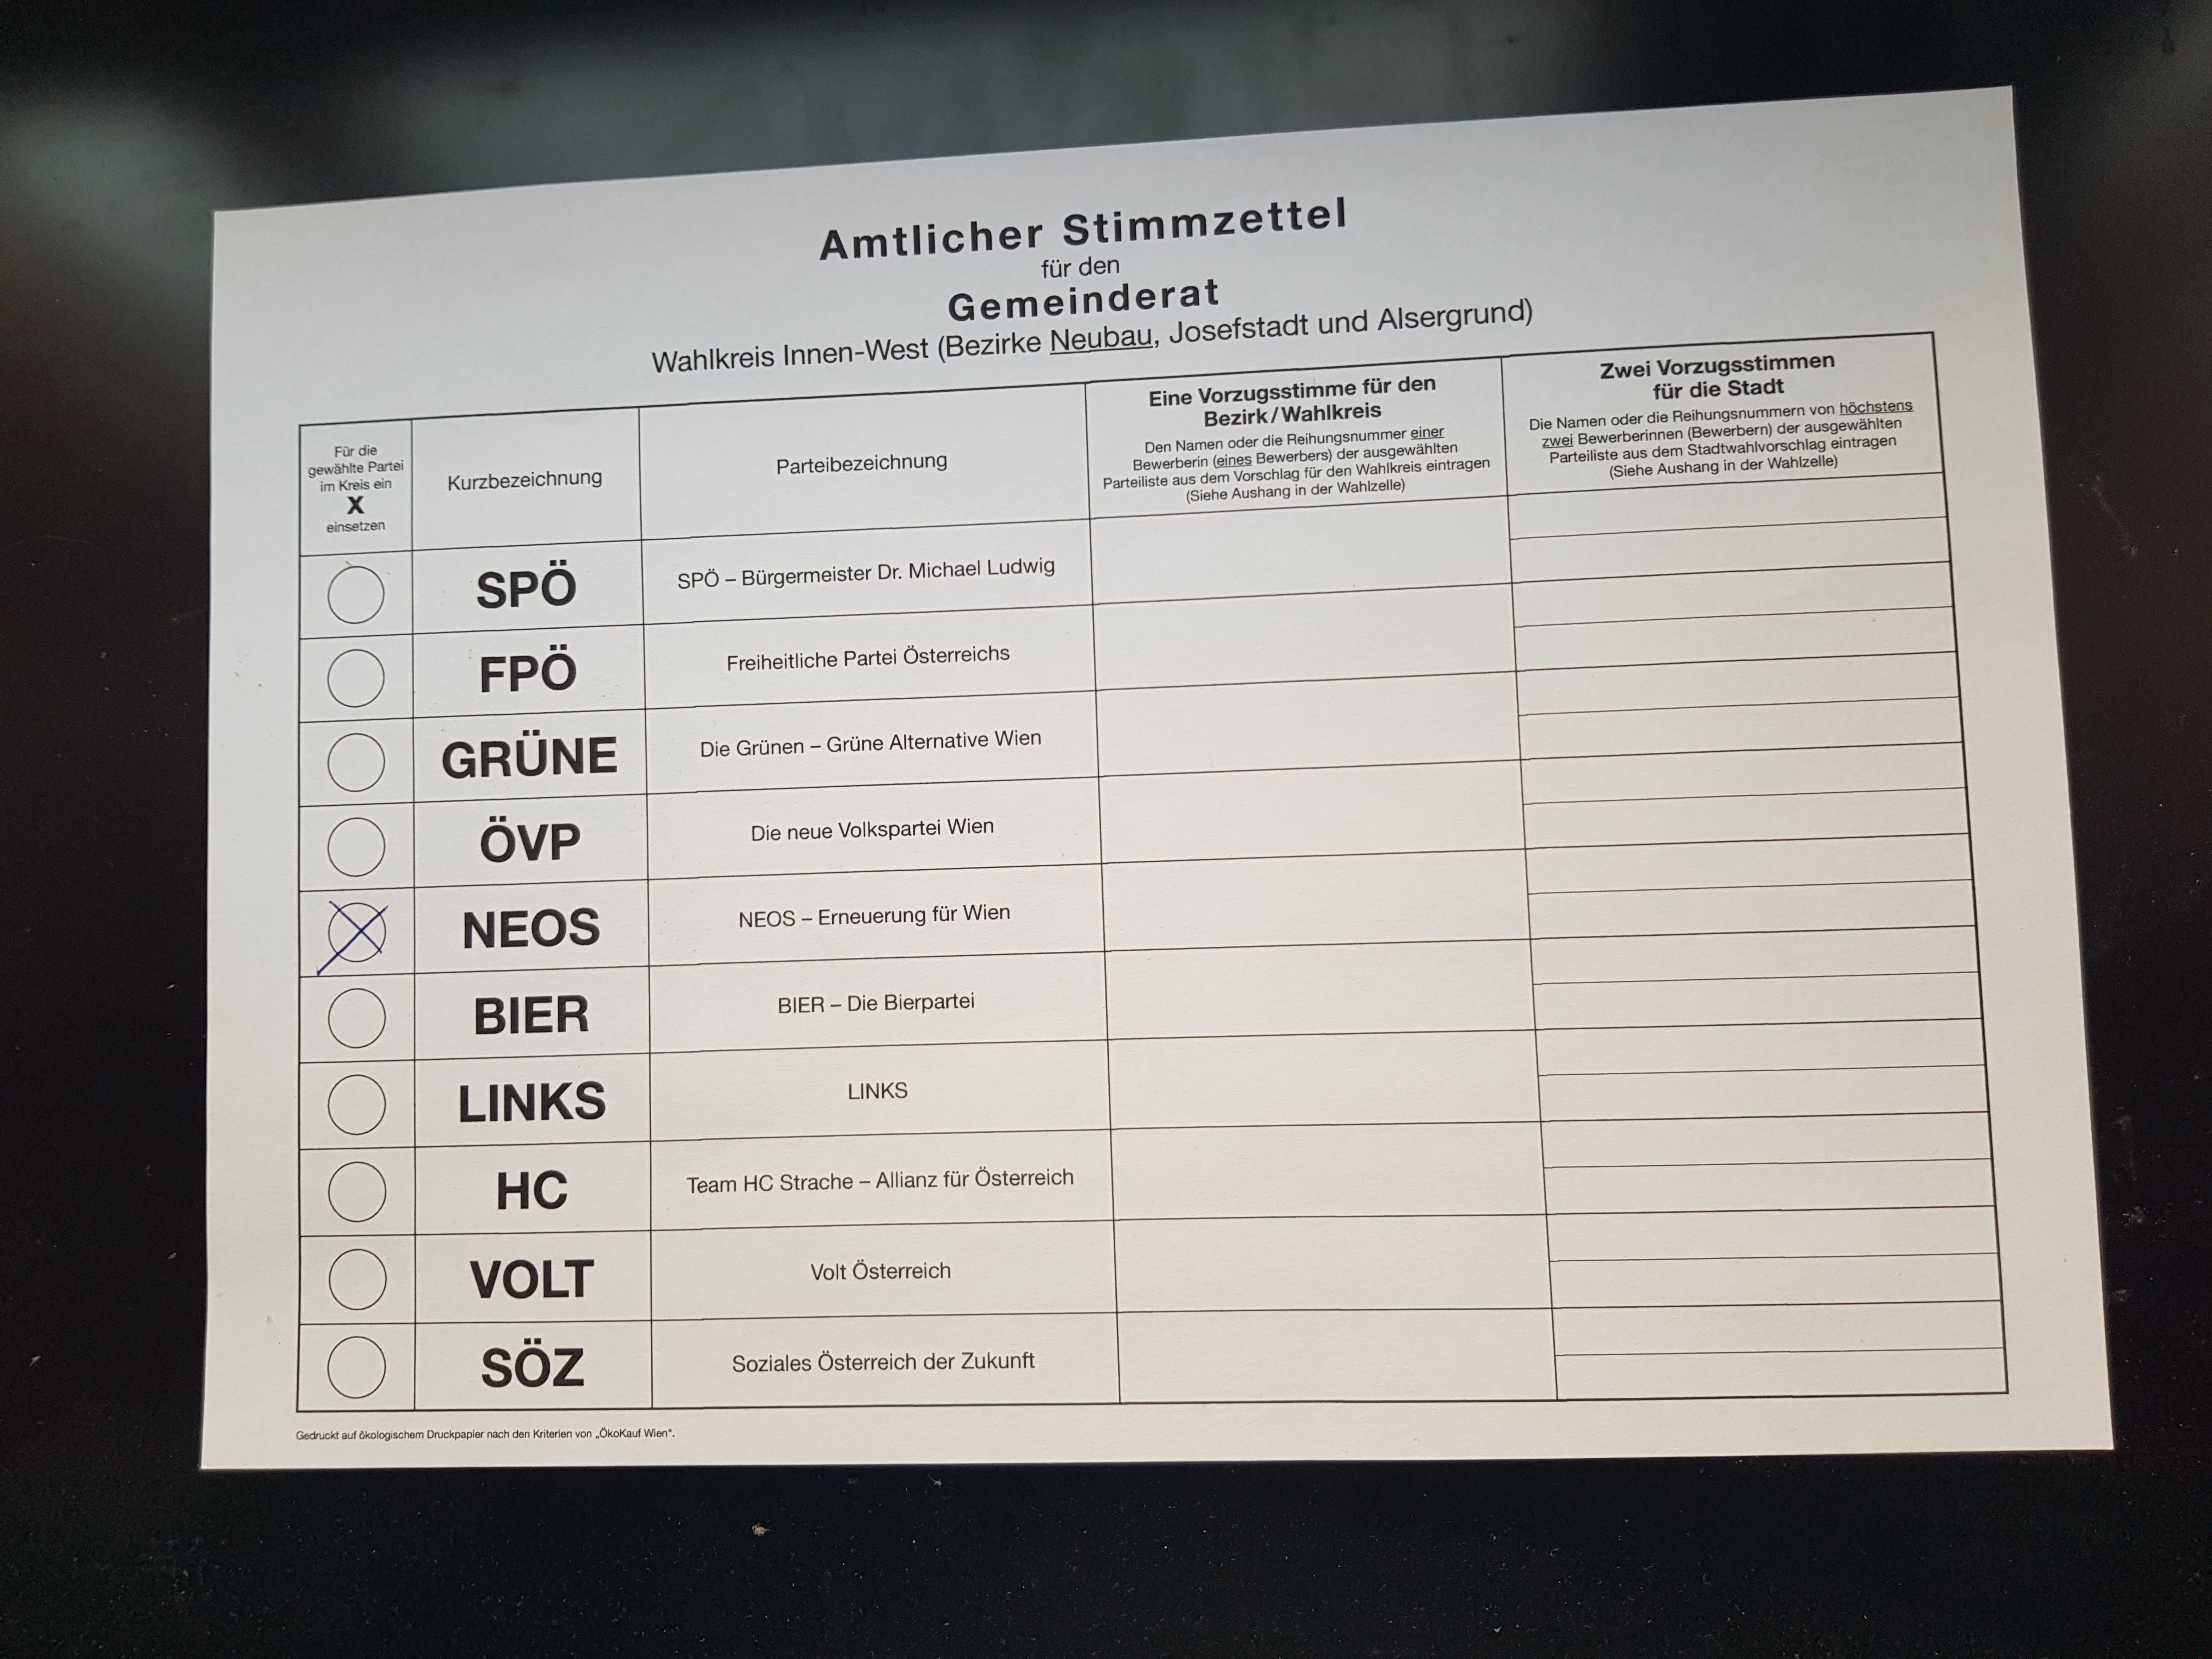 Amtlicher Stimmzettel
für den
Gemeinderat
Wahlkreis Innen-West (Bezirke Neubau, Josefstadt und Alsergrund)
Für die
gewählte Partei
im Kreis ein
X
einsetzen
Kurzbezeichnung
Parteibezeichnung
Eine Vorzugsstimme für den
Bezirk/Wahlkreis
Den Namen oder die Reihungsnummer einer
Bewerberin (eines Bewerbers) der ausgewählten
Parteiliste aus dem Vorschlag für den Wahlkreis eintragen
(Siehe Aushang in der Wahlzelle)
Zwei Vorzugsstimmen
für die Stadt
Die Namen oder die Reihungsnummern von höchstens
zwei Bewerberinnen (Bewerbern) der ausgewählten
Parteiliste aus dem Stadtwahlvorschlag eintragen
(Siehe Aushang in der Wahlzelle)
SPÖ SPÖ – Bürgermeister Dr. Michael Ludwig
FPÖ Freiheitliche Partei Österreichs
GRÜNE Die Grünen – Grüne Alternative Wien
ÖVP Die neue Volkspartei Wien
X NEOS NEOS – Erneuerung für Wien
BIER BIER – Die Bierpartei
LINKS LINKS
HC Team HC Strache – Allianz für Österreich
VOLT Volt Österreich
SÖZ Soziales Österreich der Zukunft
Gedruckt auf ökologischem Druckpapier nach den Kriterien von „ÖkoKauf Wien“.